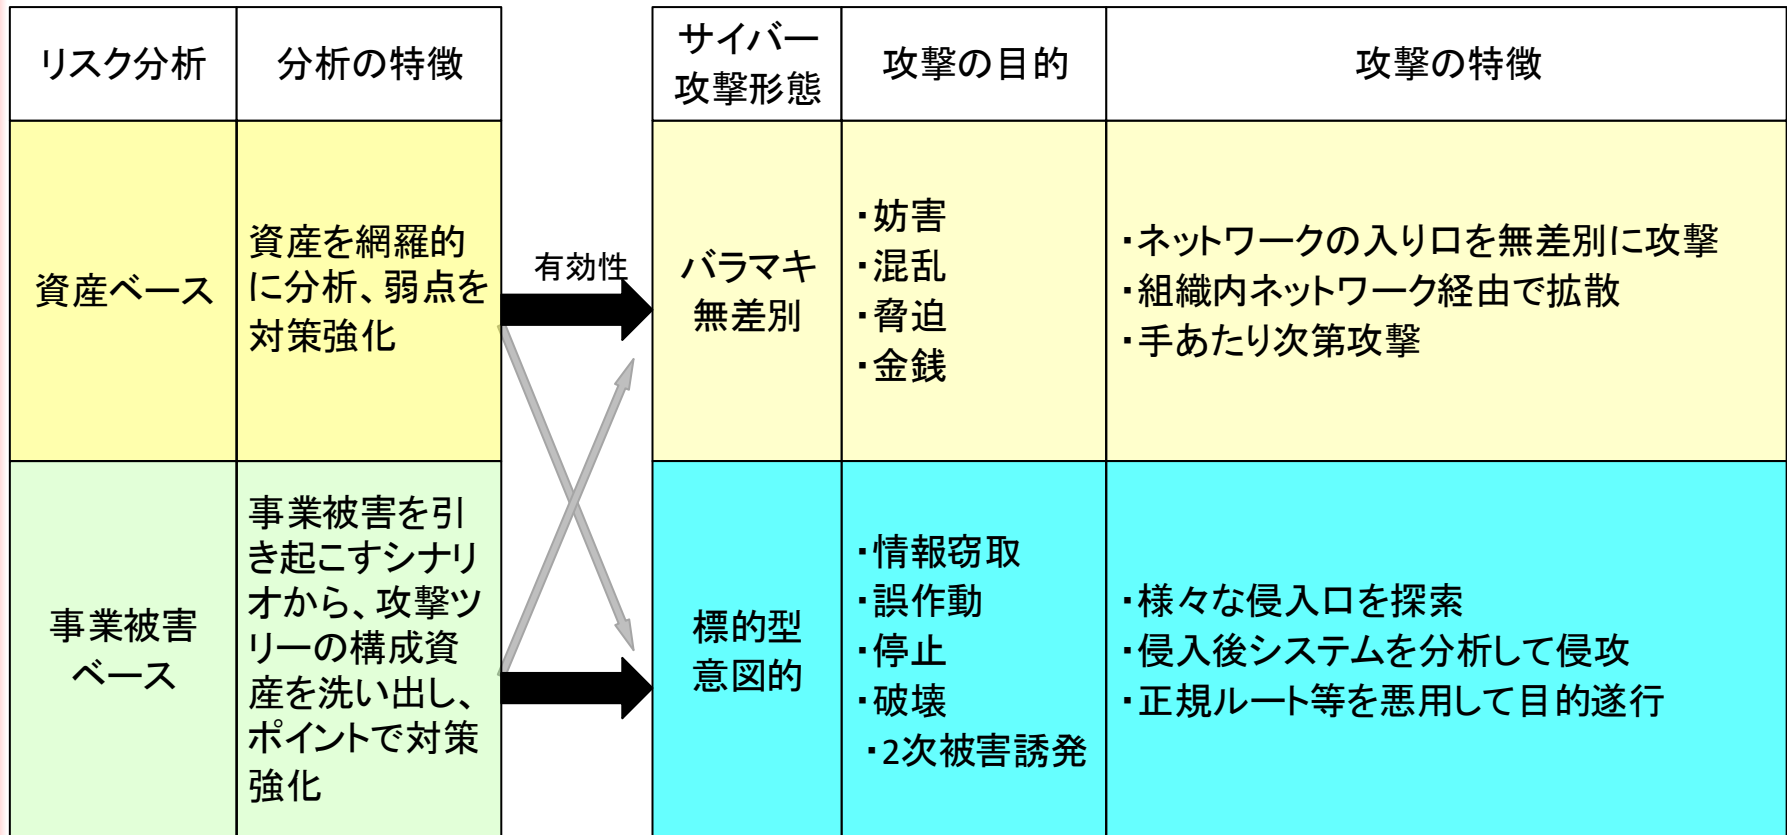 リスク分析
分析の特徴
サイバー
攻撃形態
攻撃の目的
攻撃の特徴
資産ベース
資産を網羅的
に分析、弱点を
対策強化
有効性
バラマキ
無差別
・妨害
・混乱
・脅迫
・金銭
・ネットワークの入り口を無差別に攻撃
・組織内ネットワーク経由で拡散
・手あたり次第攻撃
事業被害
ベース
事業被害を引
き起こすシナリ
オから、攻撃ツ
リーの構成資
産を洗い出し、
ポイントで対策
強化
標的型
意図的
・情報窃取
・誤作動
・停止
・破壊
・2次被害誘発
・様々な侵入口を探索
・侵入後システムを分析して侵攻
・正規ルート等を悪用して目的遂行